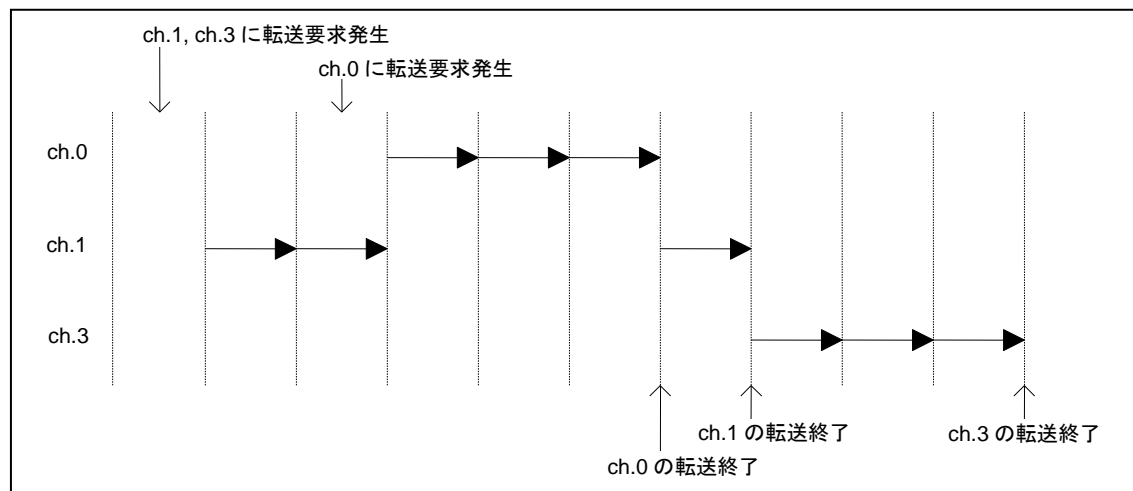 ch.1, ch.3 に転送要求発生
ch.0 に転送要求発生
ch.0
ch.1
ch.3
ch.1 の転送終了
ch.3 の転送終了
ch.0 の転送終了